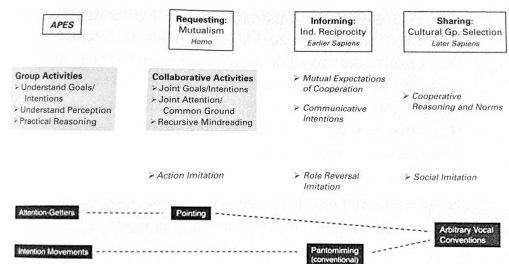 APES
Requesting:
Mutualism
Homo
Informing:
Ind. Reciprocity
Earlier Sapiens
Sharing:
Cultural Gp. Selection
Later Sapiens
Group Activities
➢ Understand Goals/
Intentions
➢ Understand Perception
➢ Practical Reasoning
Collaborative Activities
➢ Joint Goals/Intentions
➢ Joint Attention/
Common Ground
➢ Recursive Mindreading
➢ Mutual Expectations
of Cooperation
➢ Communicative
Intentions
➢ Cooperative
Reasoning and Norms
➢ Action Imitation
➢ Role Reversal
Imitation
➢ Social Imitation
Attention-Getters
Pointing
Arbitrary Vocal
Conventions
Intention Movements
Pantomiming
(conventional)